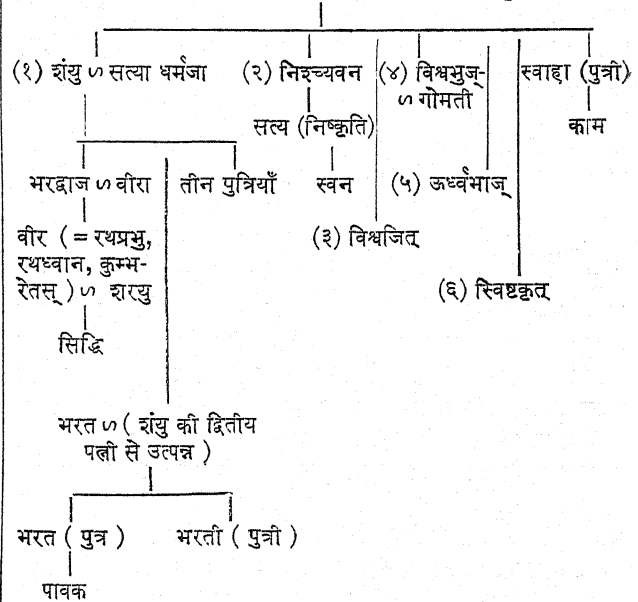 (१) शंयु ᔕ सत्या धर्मजा (२) निश्च्यवन (४) विश्वभुज्- स्वाहा (पुत्री)
ᔕ गोमती
सत्य (निष्कृति) काम
भरद्वाज ᔕ वीरा तीन पुत्रियाँ स्वन (५) ऊर्ध्वभाज्
वीर (= रथप्रभु, (३) विश्वजित्
रथध्वान, कुम्भ-
रेतस्) ᔕ शरयु (६) स्विष्टकृत्
सिद्धि
भरत ᔕ (शंयु की द्वितीय
पत्नी से उत्पन्न)
भरत (पुत्र) भरती (पुत्री)
पावक